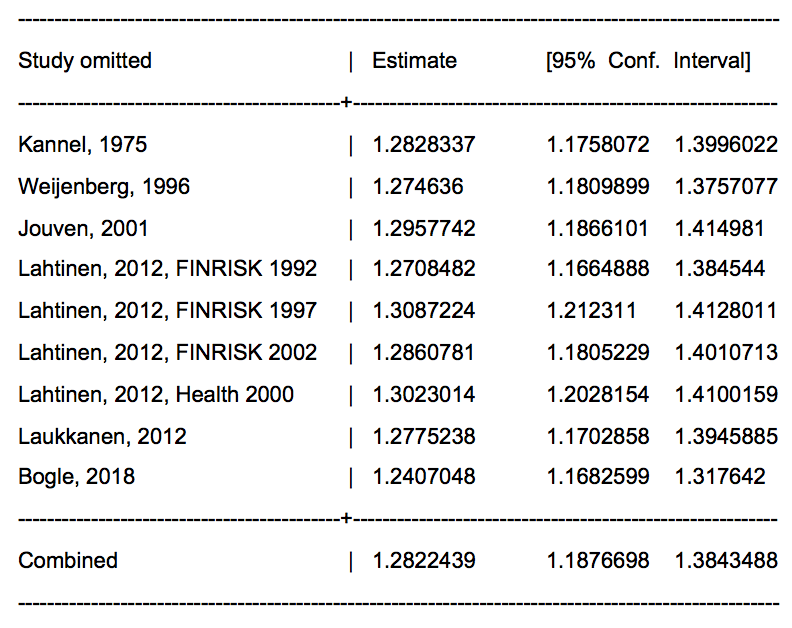 ------------------------------------------------------------------------------------------------------
Study omitted | Estimate [95% Conf. Interval]
-------------------------------------------+---------------------------------------------------------
Kannel, 1975 | 1.2828337 1.1758072 1.3996022
Weijenberg, 1996 | 1.274636 1.1809899 1.3757077
Jouven, 2001 | 1.2957742 1.1866101 1.414981
Lahtinen, 2012, FINRISK 1992 | 1.2708482 1.1664888 1.384544
Lahtinen, 2012, FINRISK 1997 | 1.3087224 1.212311 1.4128011
Lahtinen, 2012, FINRISK 2002 | 1.2860781 1.1805229 1.4010713
Lahtinen, 2012, Health 2000 | 1.3023014 1.2028154 1.4100159
Laukkanen, 2012 | 1.2775238 1.1702858 1.3945885
Bogle, 2018 | 1.2407048 1.1682599 1.317642
-------------------------------------------+---------------------------------------------------------
Combined | 1.2822439 1.1876698 1.3843488
------------------------------------------------------------------------------------------------------